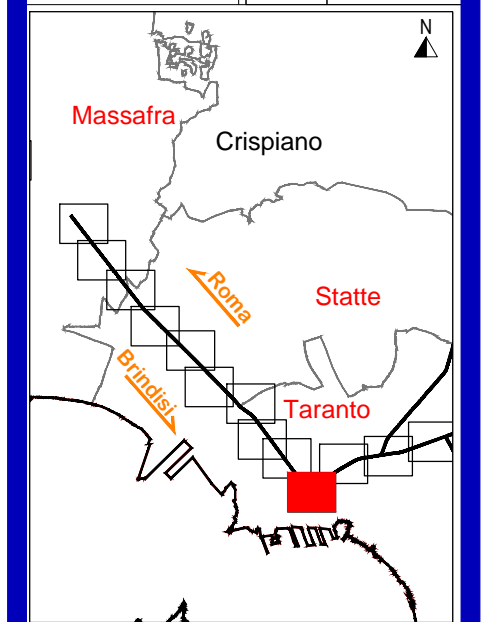 N
Massafra
Crispiano
Roma
Statte
Brindisi
Taranto